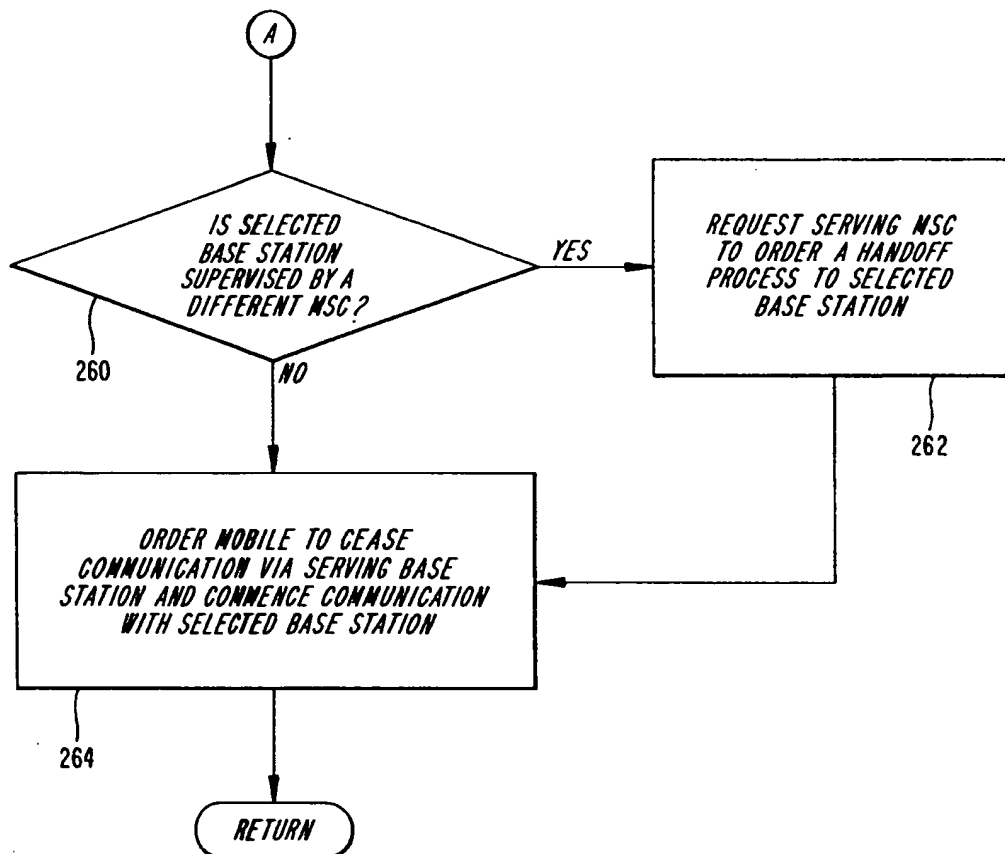 A
IS SELECTED
BASE STATION
SUPERVISED BY A
DIFFERENT MSC?
YES
REQUEST SERVING MSC
TO ORDER A HANDOFF
PROCESS TO SELECTED
BASE STATION
260
NO
262
ORDER MOBILE TO CEASE
COMMUNICATION VIA SERVING BASE
STATION AND COMMENCE COMMUNICATION
WITH SELECTED BASE STATION
264
RETURN